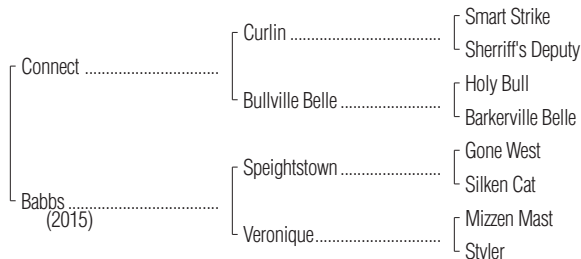 Smart Strike
Curlin ..............................
Sherriff's Deputy
Connect .............................
Holy Bull
Bullville Belle .....................
Barkerville Belle
Gone West
Speightstown ....................
Silken Cat
Babbs ................................
(2015)
Mizzen Mast
Veronique ..........................
Styler